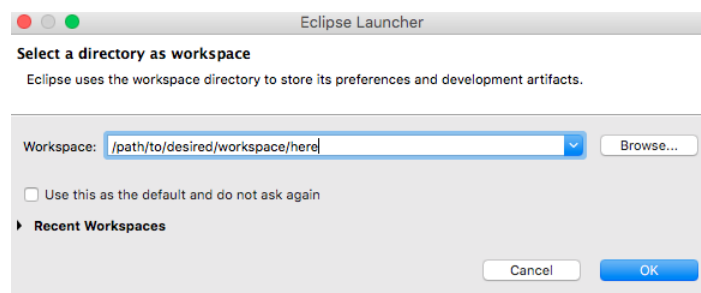 Eclipse Launcher
Select a directory as workspace
Eclipse uses the workspace directory to store its preferences and development artifacts.
Workspace: /path/to/desired/workspace/here Browse...
Use this as the default and do not ask again
Recent Workspaces
Cancel OK